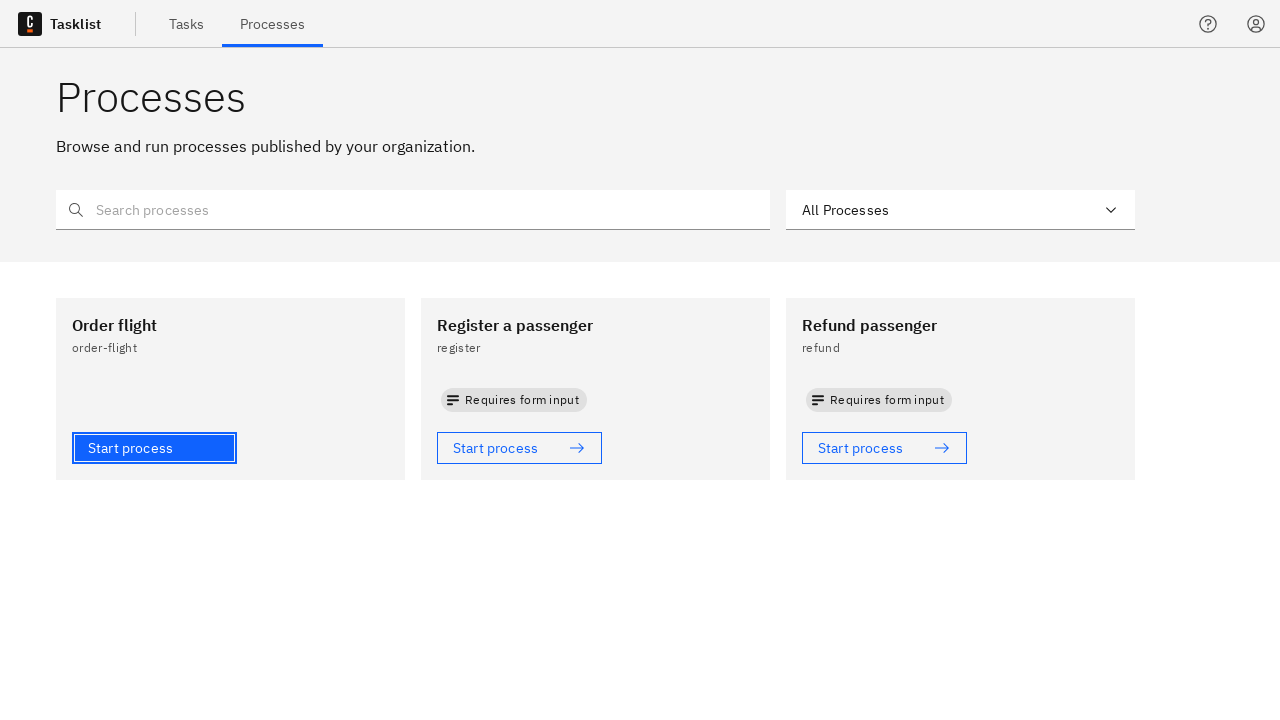 Tasklist
Tasks
Processes
Processes
Browse and run processes published by your organization.
Search processes
All Processes
Order flight
order-flight
Start process
Register a passenger
register
Requires form input
Start process
Refund passenger
refund
Requires form input
Start process